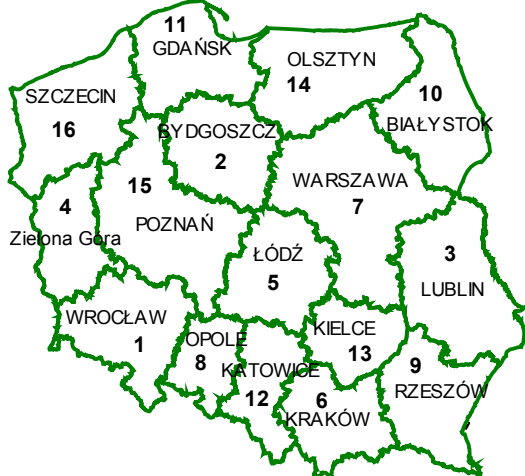 11
GDAŃSK
OLSZTYN
14
SZCZECIN
16
10
BIAŁYSTOK
BYDGOSZCZ
2
15
POZNAŃ
WARSZAWA
7
4
Zielona Góra
ŁÓDŹ
5
3
LUBLIN
WROCŁAW
1
OPOLE
8
KATOWICE
12
KIELCE
13
9
RZESZÓW
6
KRAKÓW